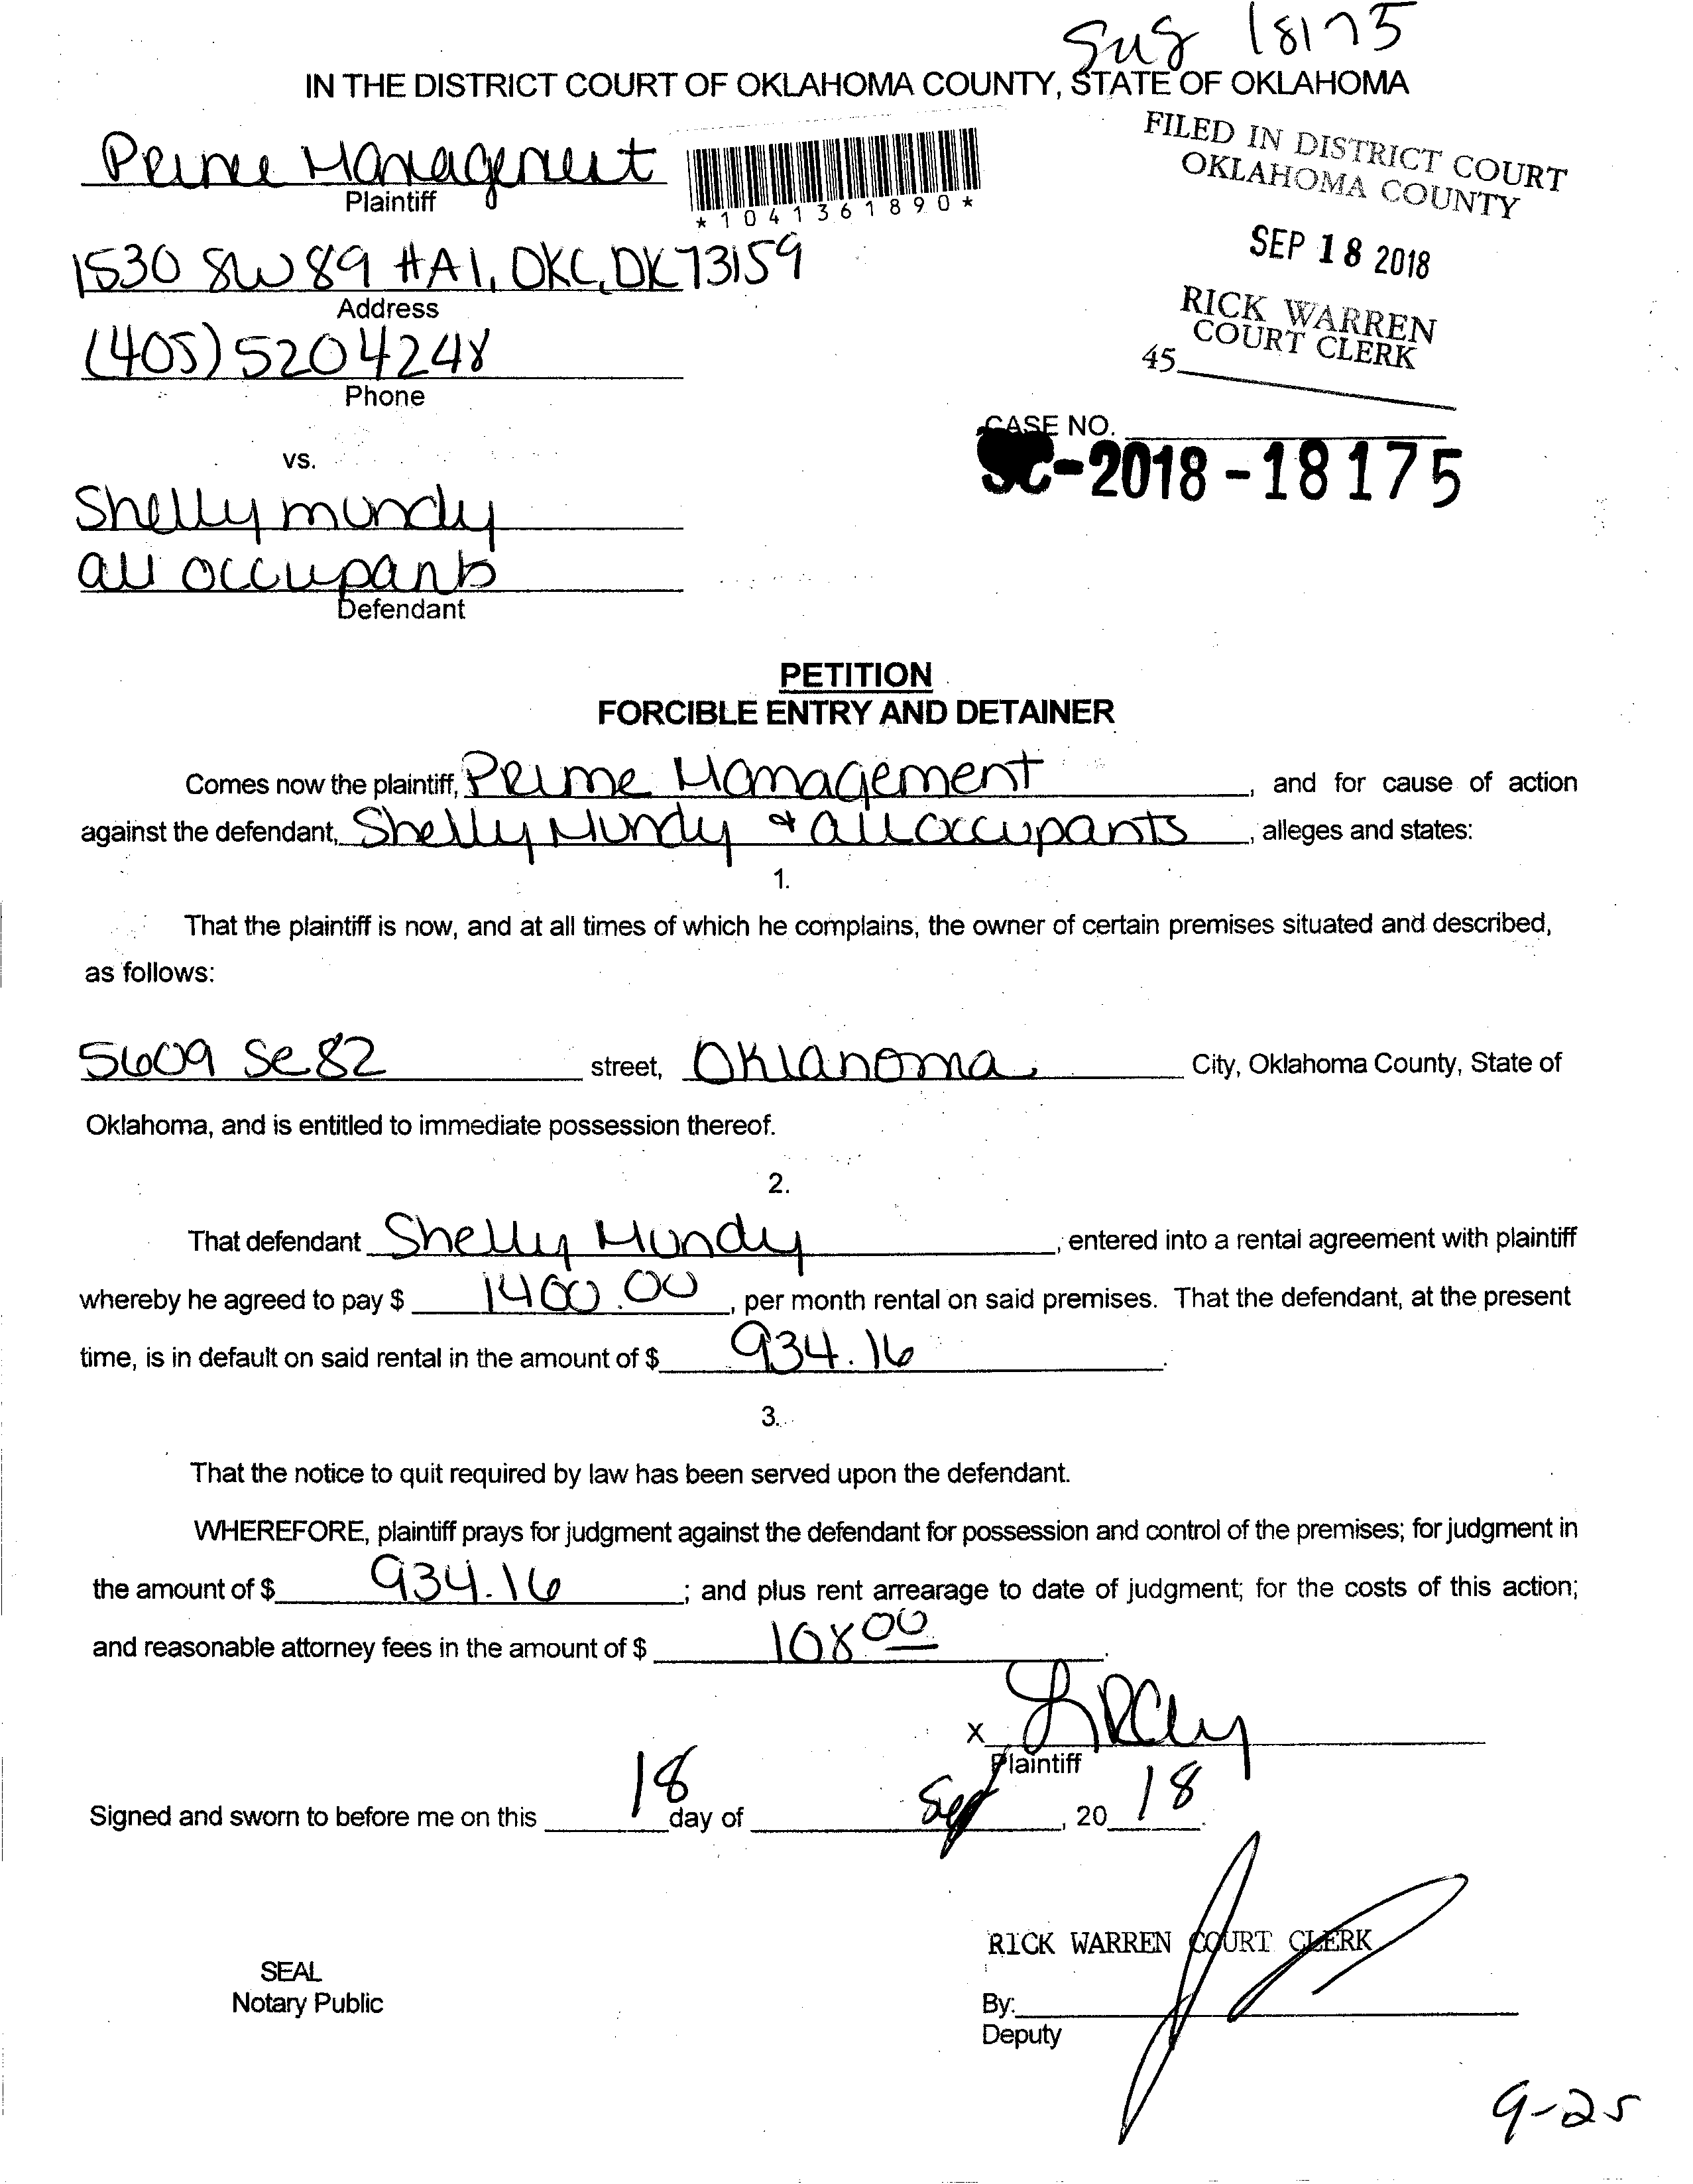 18175
IN THE DISTRICT COURT OF OKLAHOMA COUNTY, STATE OF OKLAHOMA
FILED IN DISTRICT COURT
OKLAHOMA COUNTY
Prime Management
Plaintiff
*1041361890*
SEP 18 2018
1530 SW 89 #A1, OKC, OK 73159
Address
RICK WARREN
COURT CLERK
(405) 520 4248
Phone
45
CASE NO.
SC-2018-18175
vs.
Shelly mundy
all occupants
Defendant
PETITION
FORCIBLE ENTRY AND DETAINER
Comes now the plaintiff, Prime Management, and for cause of action
against the defendant, Shelly Mundy & all occupants, alleges and states:
1.
That the plaintiff is now, and at all times of which he complains, the owner of certain premises situated and described,
as follows:
5609 Se 82 street, Oklahoma City, Oklahoma County, State of
Oklahoma, and is entitled to immediate possession thereof.
2.
That defendant Shelly Mundy, entered into a rental agreement with plaintiff
whereby he agreed to pay $ 1400.00, per month rental on said premises. That the defendant, at the present
time, is in default on said rental in the amount of $ 934.16.
3.
That the notice to quit required by law has been served upon the defendant.
WHEREFORE, plaintiff prays for judgment against the defendant for possession and control of the premises; for judgment in
the amount of $ 934.16; and plus rent arrearage to date of judgment; for the costs of this action;
and reasonable attorney fees in the amount of $ 108 00.
X
Plaintiff
Signed and sworn to before me on this 18 day of Sept, 20 18.
RICK WARREN COURT CLERK
SEAL
Notary Public
By:
Deputy
9-25